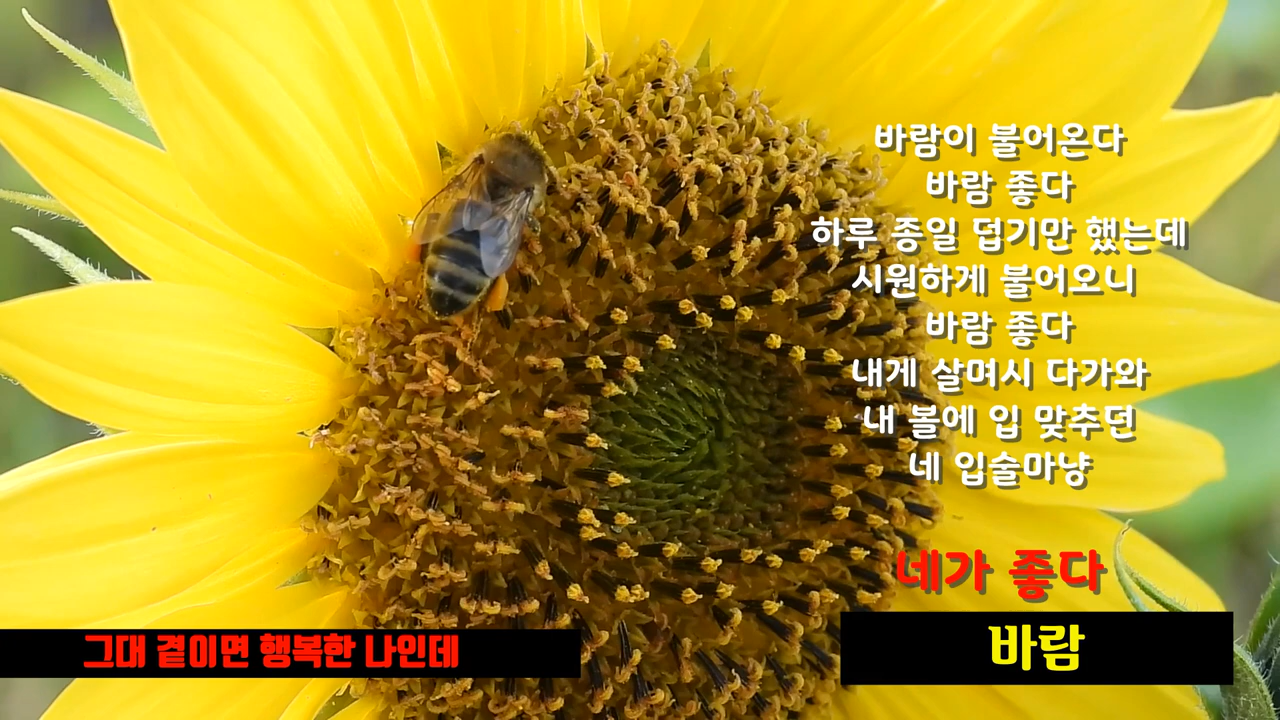 바람이 불어온다
바람 좋다
하루 종일 덥기만 했는데
시원하게 불어오니
바람 좋다
내게 살며시 다가와
내 볼에 입 맞추던
네 입술마냥
네가 좋다
바람
그대 곁이면 행복한 나인데